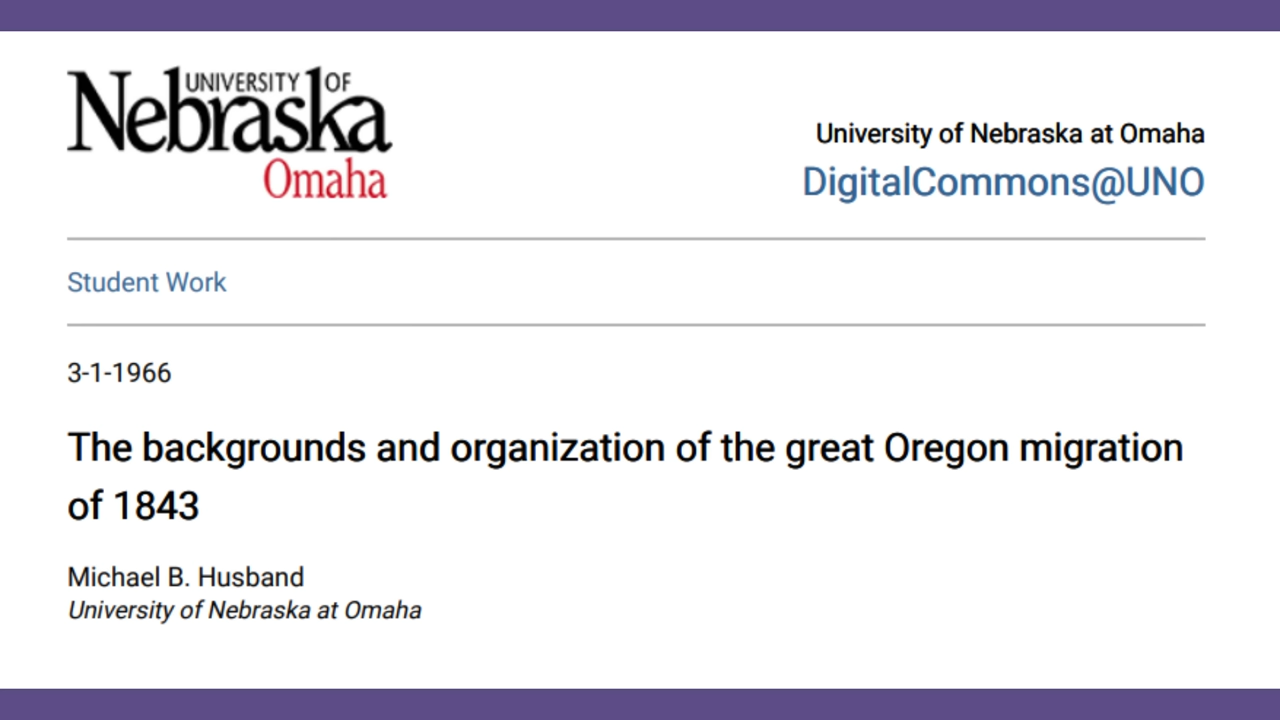 UNIVERSITY OF
Nebraska
Omaha
University of Nebraska at Omaha
DigitalCommons@UNO
Student Work
3-1-1966
The backgrounds and organization of the great Oregon migration
of 1843
Michael B. Husband
University of Nebraska at Omaha